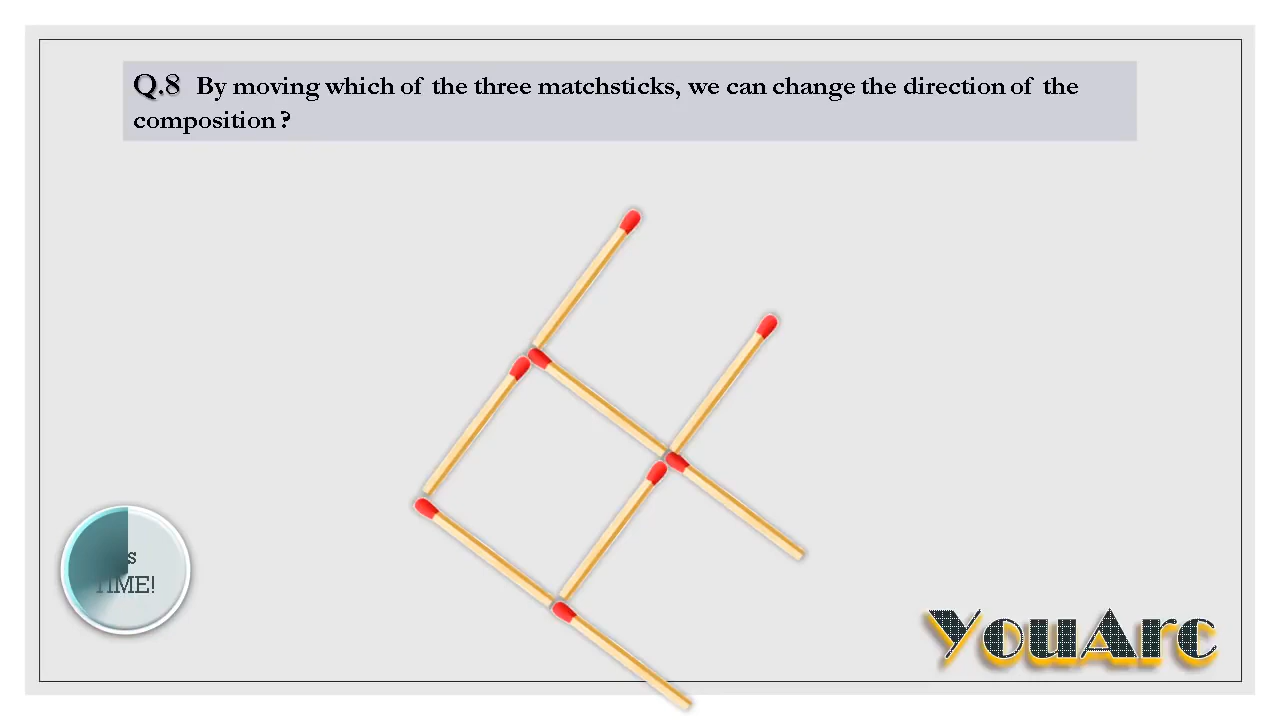 Q.8 By moving which of the three matchsticks, we can change the direction of the
composition ?
TIME!
YouArc